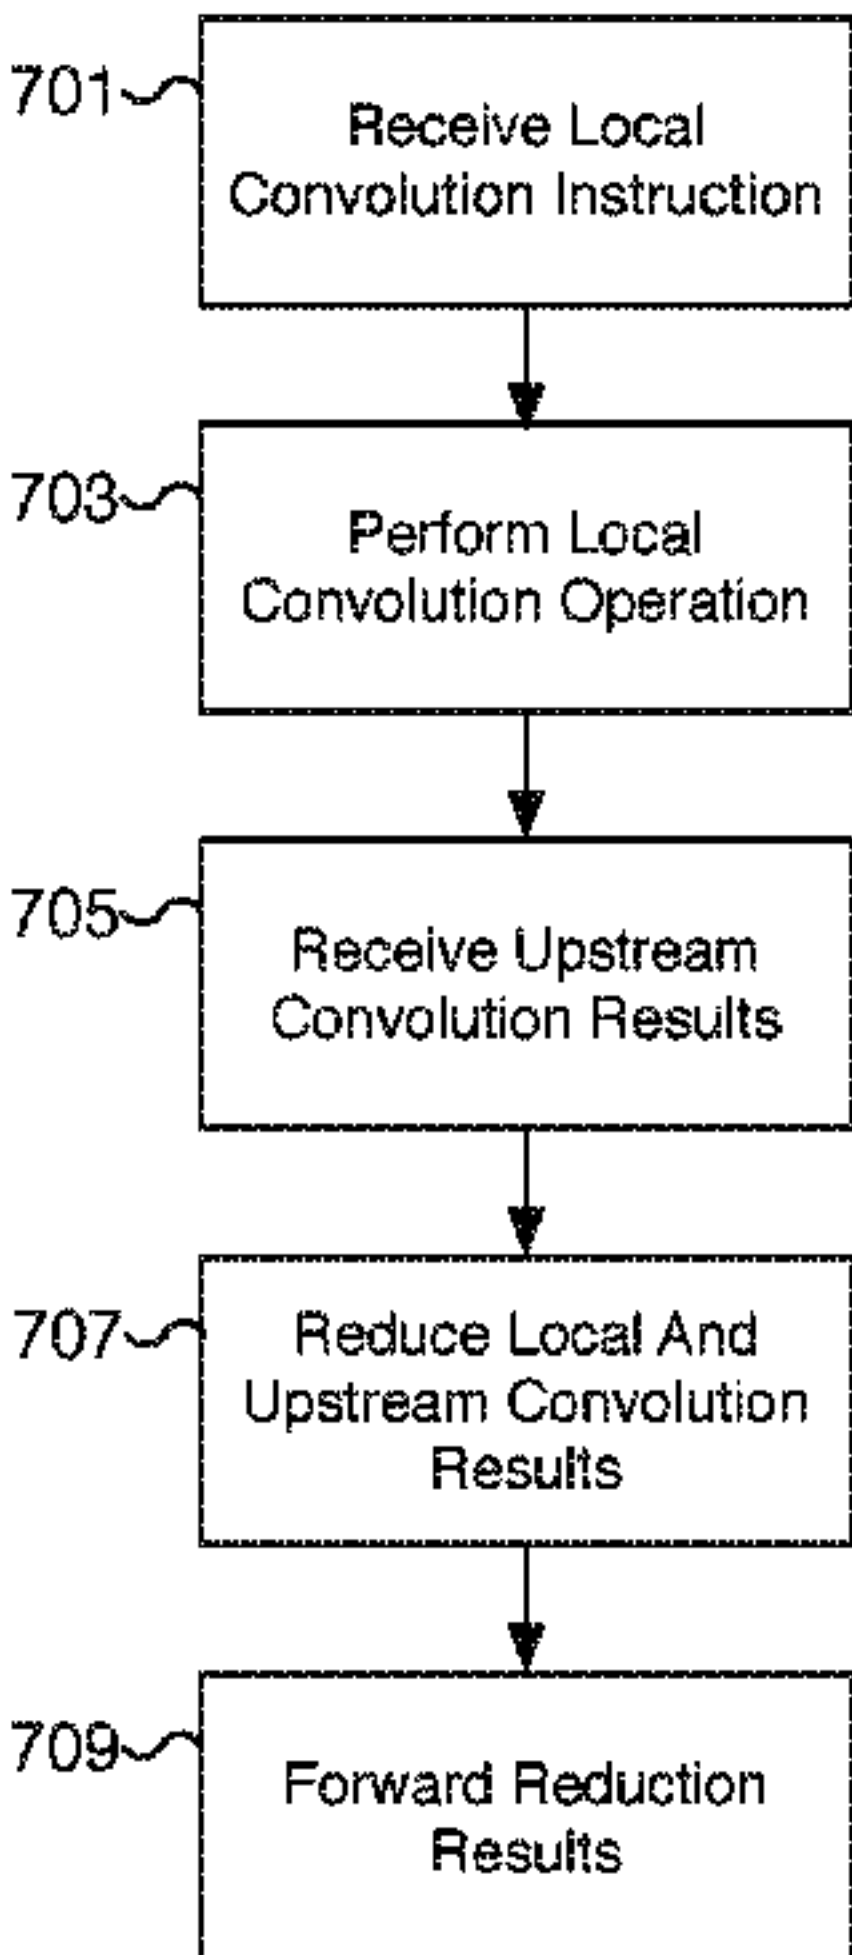 701
Receive Local
Convolution Instruction
703
Perform Local
Convolution Operation
705
Receive Upstream
Convolution Results
707
Reduce Local And
Upstream Convolution
Results
709
Forward Reduction
Results